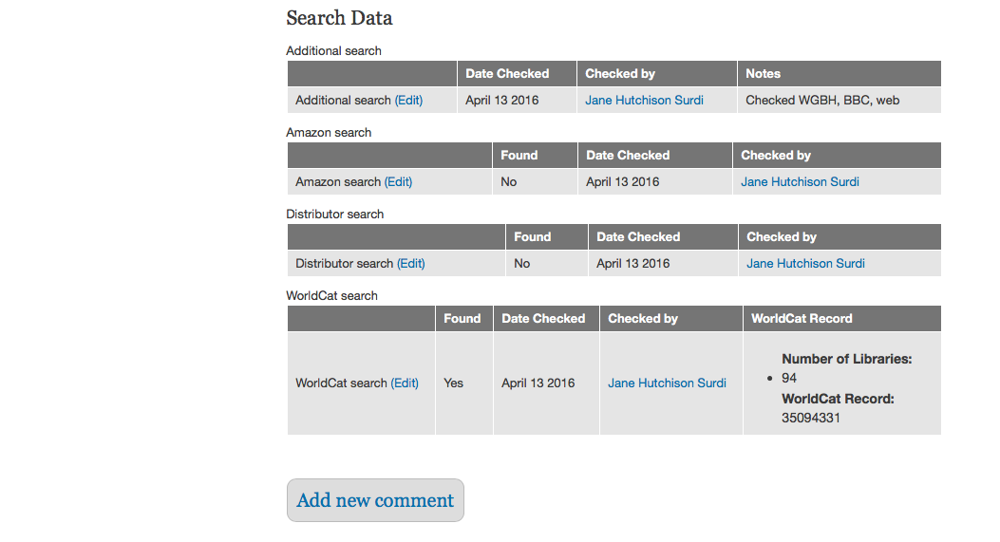 Search Data
Additional search
Date Checked Checked by Notes
Additional search (Edit) April 13 2016 Jane Hutchison Surdi Checked WGBH, BBC, web
Amazon search
Found Date Checked Checked by
Amazon search (Edit) No April 13 2016 Jane Hutchison Surdi
Distributor search
Found Date Checked Checked by
Distributor search (Edit) No April 13 2016 Jane Hutchison Surdi
WorldCat search
Found Date Checked Checked by WorldCat Record
WorldCat search (Edit) Yes April 13 2016 Jane Hutchison Surdi
Number of Libraries:
• 94
WorldCat Record:
35094331
Add new comment